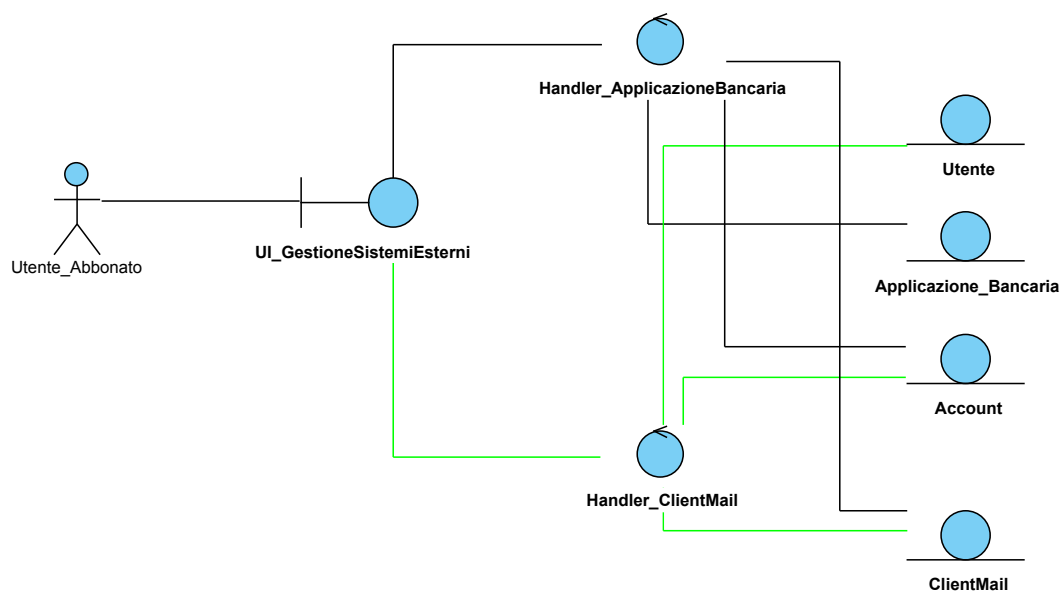 Handler_ApplicazioneBancaria
Utente
Utente_Abbonato
UI_GestioneSistemiEsterni
Applicazione_Bancaria
Account
Handler_ClientMail
ClientMail